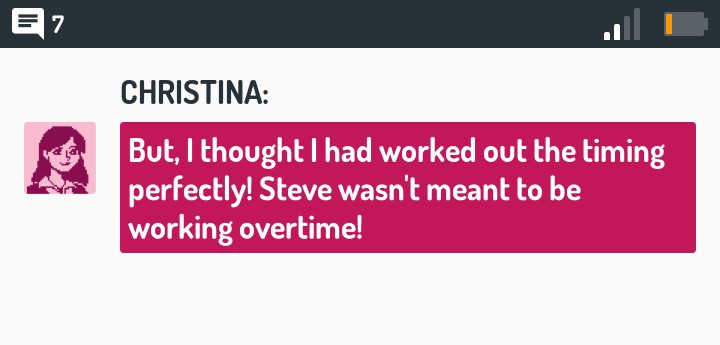 7
CHRISTINA:
But, I thought I had worked out the timing
perfectly! Steve wasn't meant to be
working overtime!